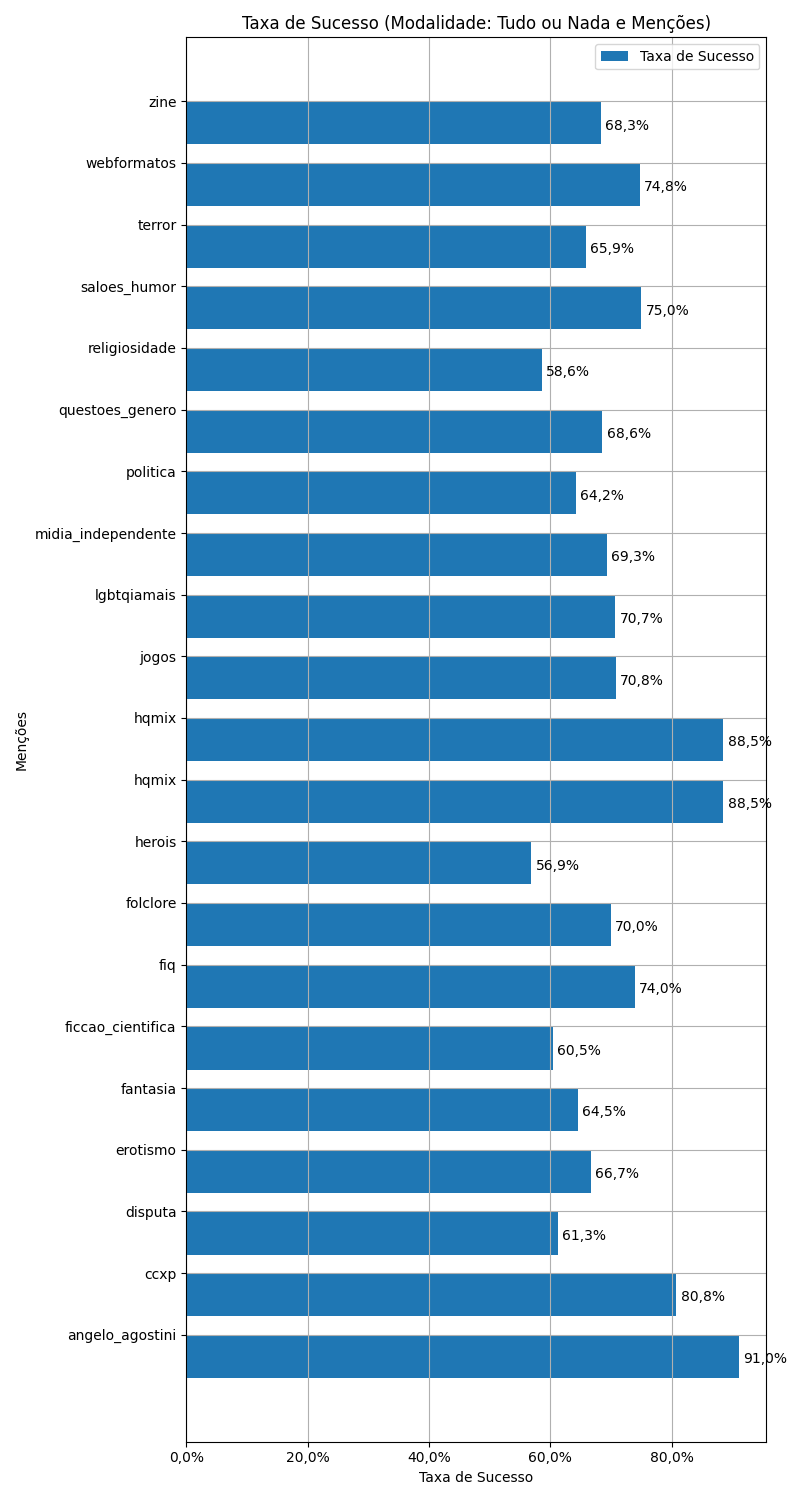 Taxa de Sucesso (Modalidade: Tudo ou Nada e Menções)
Taxa de Sucesso
zine 68,3%
webformatos 74,8%
terror 65,9%
saloes_humor 75,0%
religiosidade 58,6%
questoes_genero 68,6%
politica 64,2%
midia_independente 69,3%
lgbtqiamais 70,7%
jogos 70,8%
hqmix 88,5%
hqmix 88,5%
herois 56,9%
folclore 70,0%
fiq 74,0%
ficcao_cientifica 60,5%
fantasia 64,5%
erotismo 66,7%
disputa 61,3%
ccxp 80,8%
angelo_agostini 91,0%
Menções
0,0% 20,0% 40,0% 60,0% 80,0%
Taxa de Sucesso